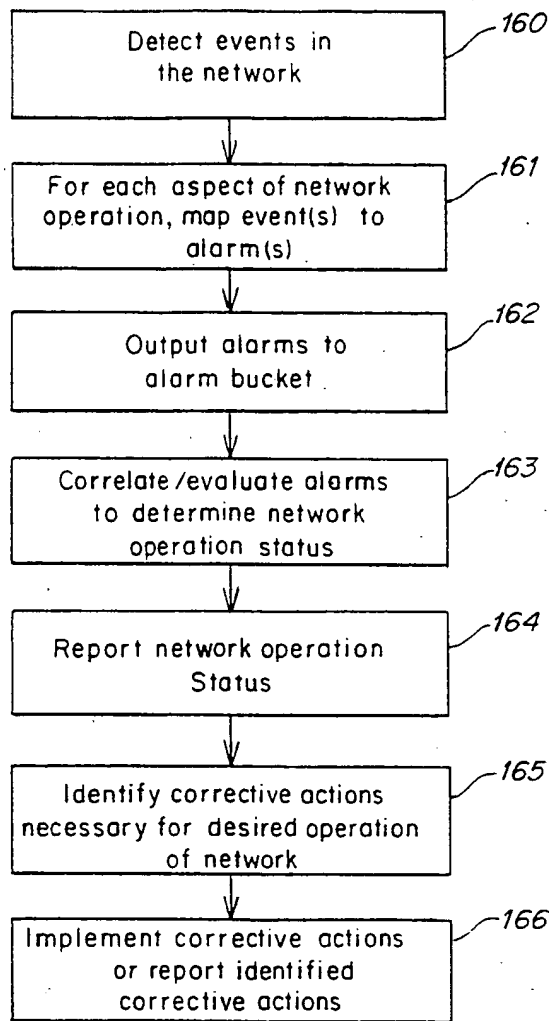 160
Detect events in
the network
161
For each aspect of network
operation, map event(s) to
alarm(s)
162
Output alarms to
alarm bucket
163
Correlate/evaluate alarms
to determine network
operation status
164
Report network operation
Status
165
Identify corrective actions
necessary for desired operation
of network
166
Implement corrective actions
or report identified
corrective actions